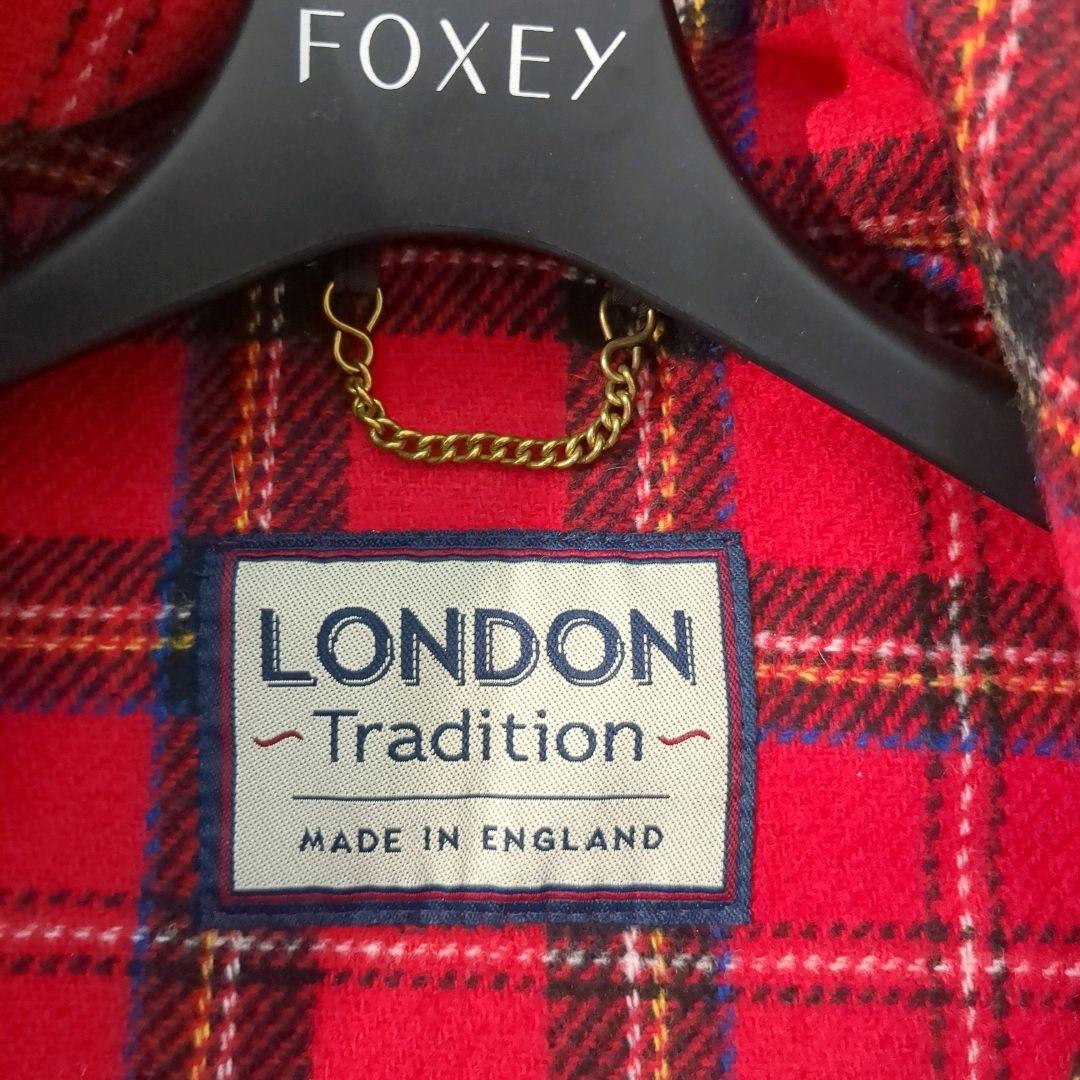 FOXEY
LONDON
~ Tradition ~
MADE IN ENGLAND